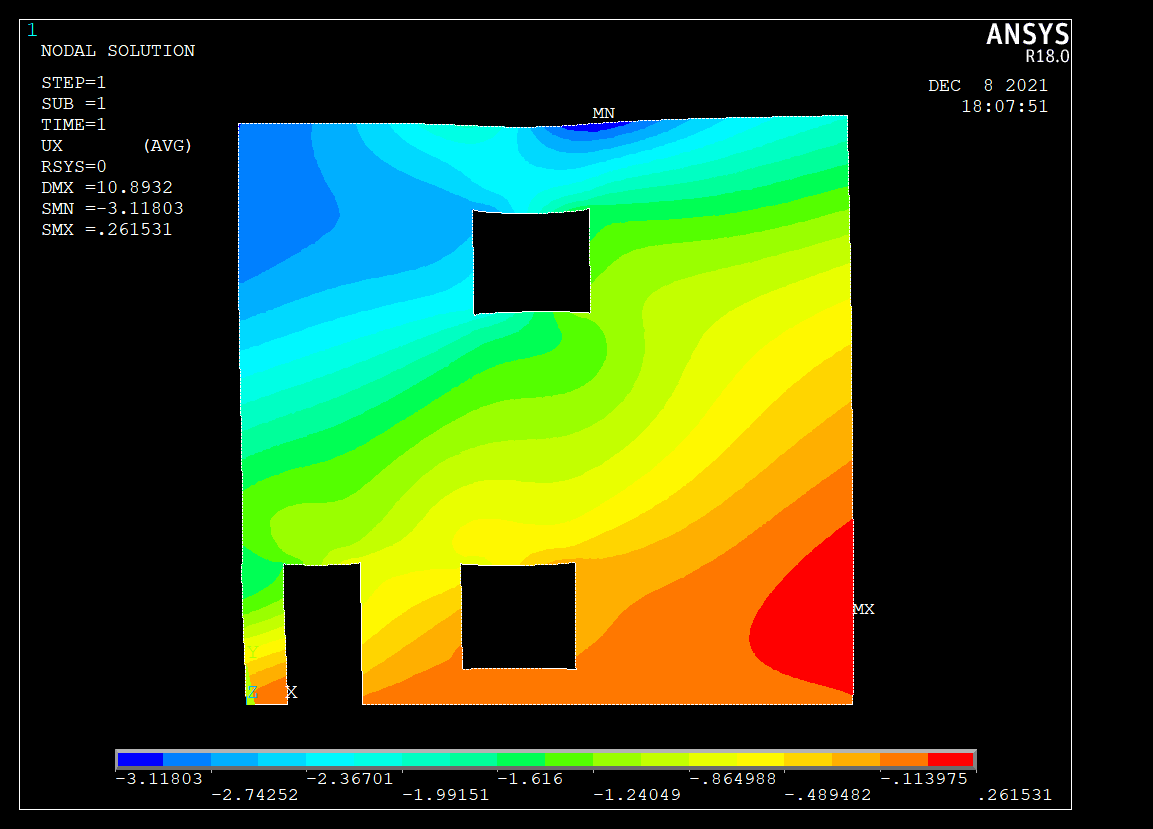 1
ANSYS
R18.0
NODAL SOLUTION
STEP=1
SUB =1
TIME=1
UX (AVG)
RSYS=0
DMX =10.8932
SMN =-3.11803
SMX =.261531
DEC 8 2021
18:07:51
MN
MX
Y
Z X
-3.11803 -2.36701 -1.616 -.864988 -.113975
-2.74252 -1.99151 -1.24049 -.489482 .261531